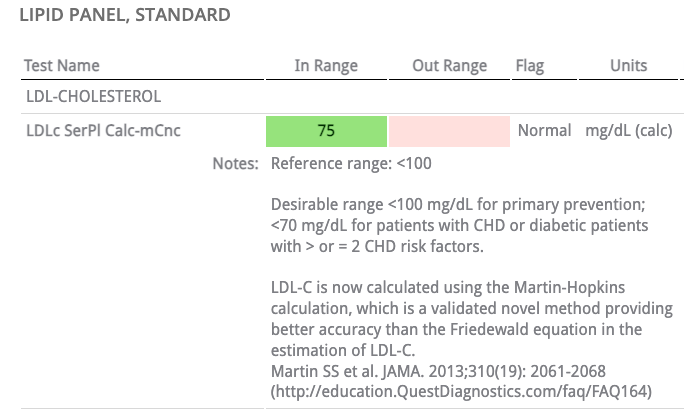 LIPID PANEL, STANDARD
Test Name In Range Out Range Flag Units
LDL-CHOLESTEROL
LDLc SerPl Calc-mCnc 75 Normal mg/dL (calc)
Notes: Reference range: <100
Desirable range <100 mg/dL for primary prevention;
<70 mg/dL for patients with CHD or diabetic patients
with > or = 2 CHD risk factors.
LDL-C is now calculated using the Martin-Hopkins
calculation, which is a validated novel method providing
better accuracy than the Friedewald equation in the
estimation of LDL-C.
Martin SS et al. JAMA. 2013;310(19): 2061-2068
(http://education.QuestDiagnostics.com/faq/FAQ164)